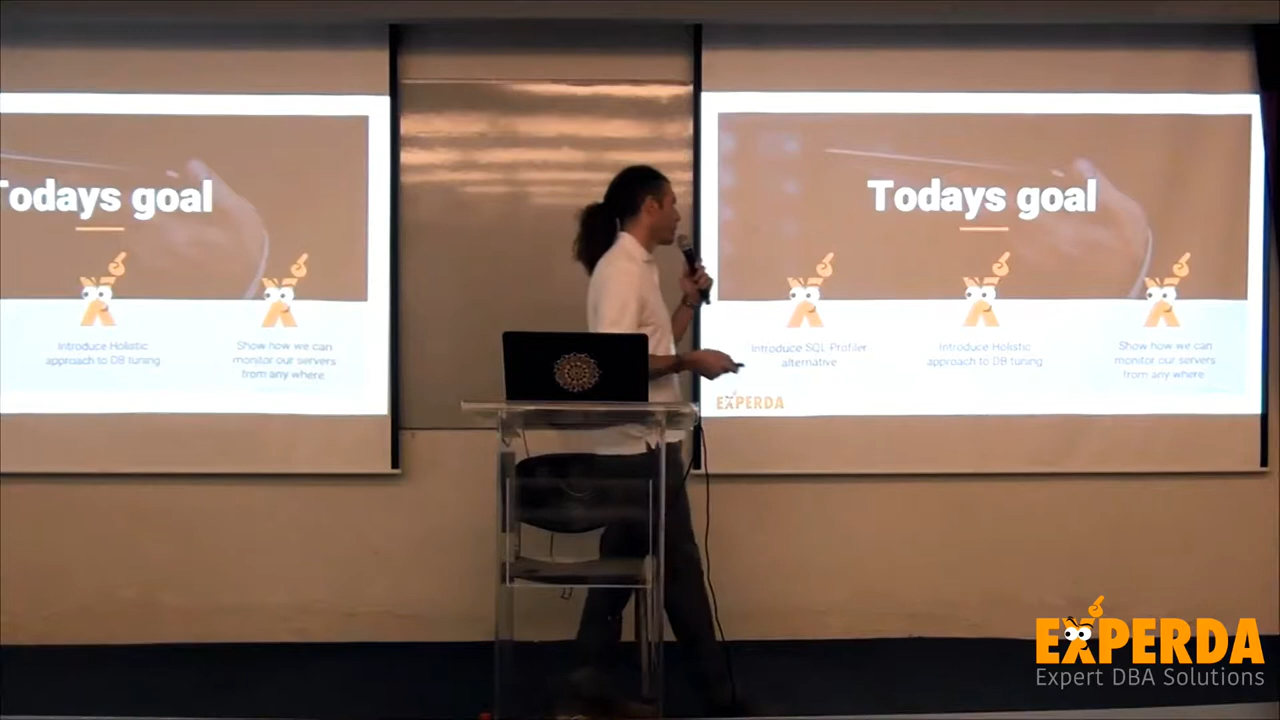 Todays goal
Introduce Holistic
approach to DB tuning
Show how we can
monitor our servers
from any where
Todays goal
Introduce SQL Profiler
alternative
Introduce Holistic
approach to DB tuning
Show how we can
monitor our servers
from any where
EXPERDA
EXPERDA
Expert DBA Solutions